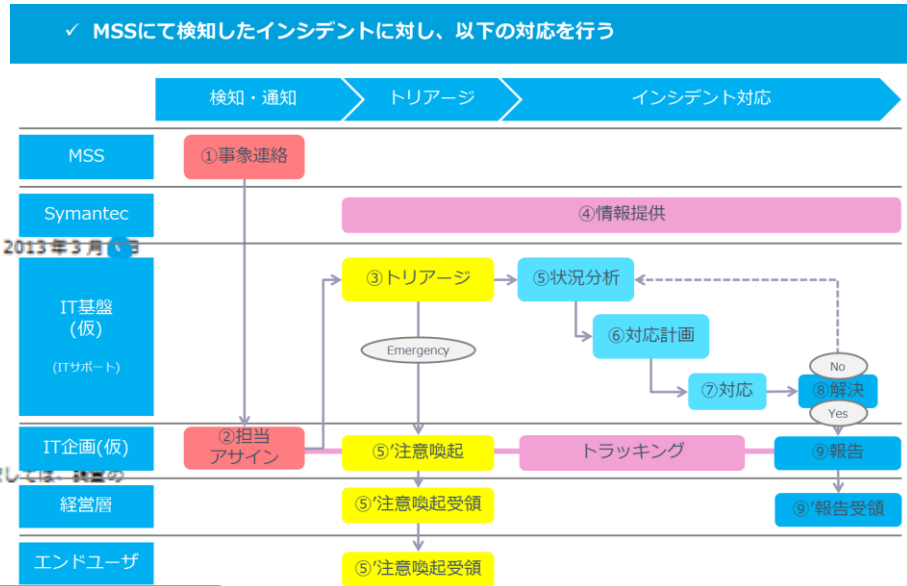 ✓ MSSにて検知したインシデントに対し、以下の対応を行う
検知・通知
トリアージ
インシデント対応
MSS
①事象連絡
Symantec
④情報提供
2013年3月
IT基盤
(仮)
(ITサポート)
③トリアージ
⑤状況分析
Emergency
⑥対応計画
⑦対応
No
⑧解決
Yes
IT企画(仮)
②担当
アサイン
⑤’注意喚起
トラッキング
⑨報告
しては、
経営層
⑤’注意喚起受領
⑨’報告受領
エンドユーザ
⑤’注意喚起受領